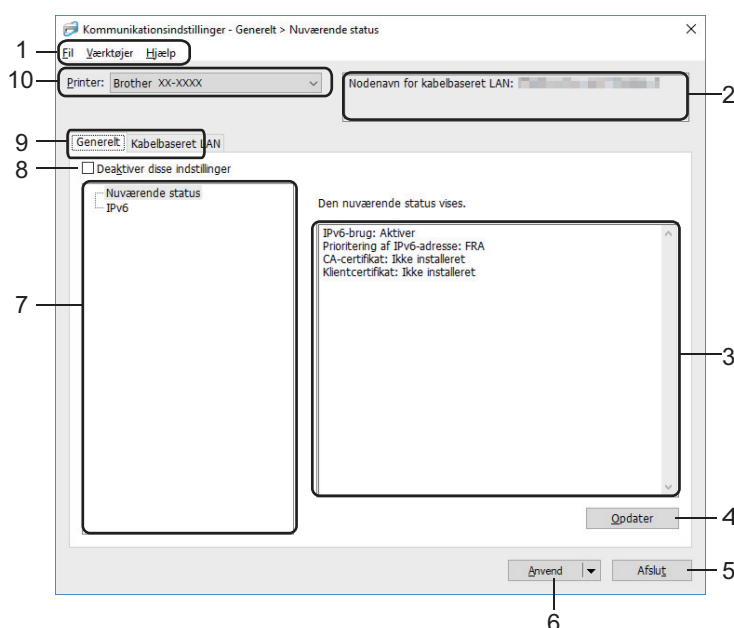 Kommunikationsindstillinger - Generelt > Nuværende status
1
Fil Værktøjer Hjælp
10
Printer: Brother XX-XXXX
Nodenavn for kabelbaseret LAN:
2
9
Generelt Kabelbaseret LAN
8
Deaktiver disse indstillinger
Nuværende status
IPv6
7
Den nuværende status vises.
IPv6-brug: Aktiver
Prioritering af IPv6-adresse: FRA
CA-certifikat: Ikke installeret
Klientcertifikat: Ikke installeret
3
Opdater
4
Anvend
Afslut
5
6